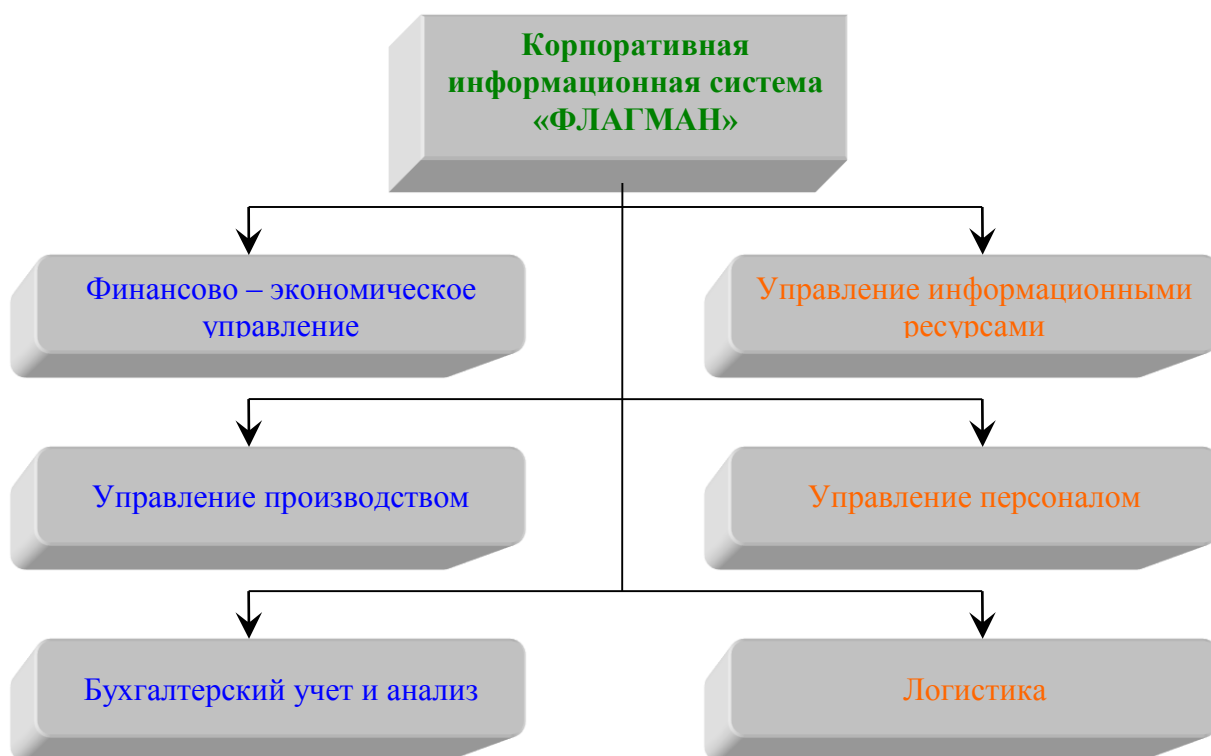 Корпоративная
информационная система
«ФЛАГМАН»
Финансово – экономическое
управление
Управление информационными
ресурсами
Управление производством
Управление персоналом
Бухгалтерский учет и анализ
Логистика